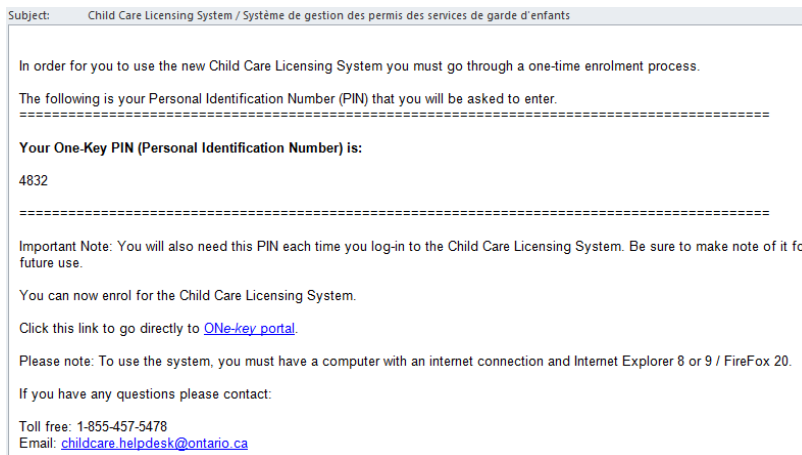 Subject: Child Care Licensing System / Système de gestion des permis des services de garde d'enfants
In order for you to use the new Child Care Licensing System you must go through a one-time enrolment process.
The following is your Personal Identification Number (PIN) that you will be asked to enter.
===========================================================================================
Your One-Key PIN (Personal Identification Number) is:
4832
===========================================================================================
Important Note: You will also need this PIN each time you log-in to the Child Care Licensing System. Be sure to make note of it fo
future use.
You can now enrol for the Child Care Licensing System.
Click this link to go directly to ONe-key portal.
Please note: To use the system, you must have a computer with an internet connection and Internet Explorer 8 or 9 / FireFox 20.
If you have any questions please contact:
Toll free: 1-855-457-5478
Email: childcare.helpdesk@ontario.ca